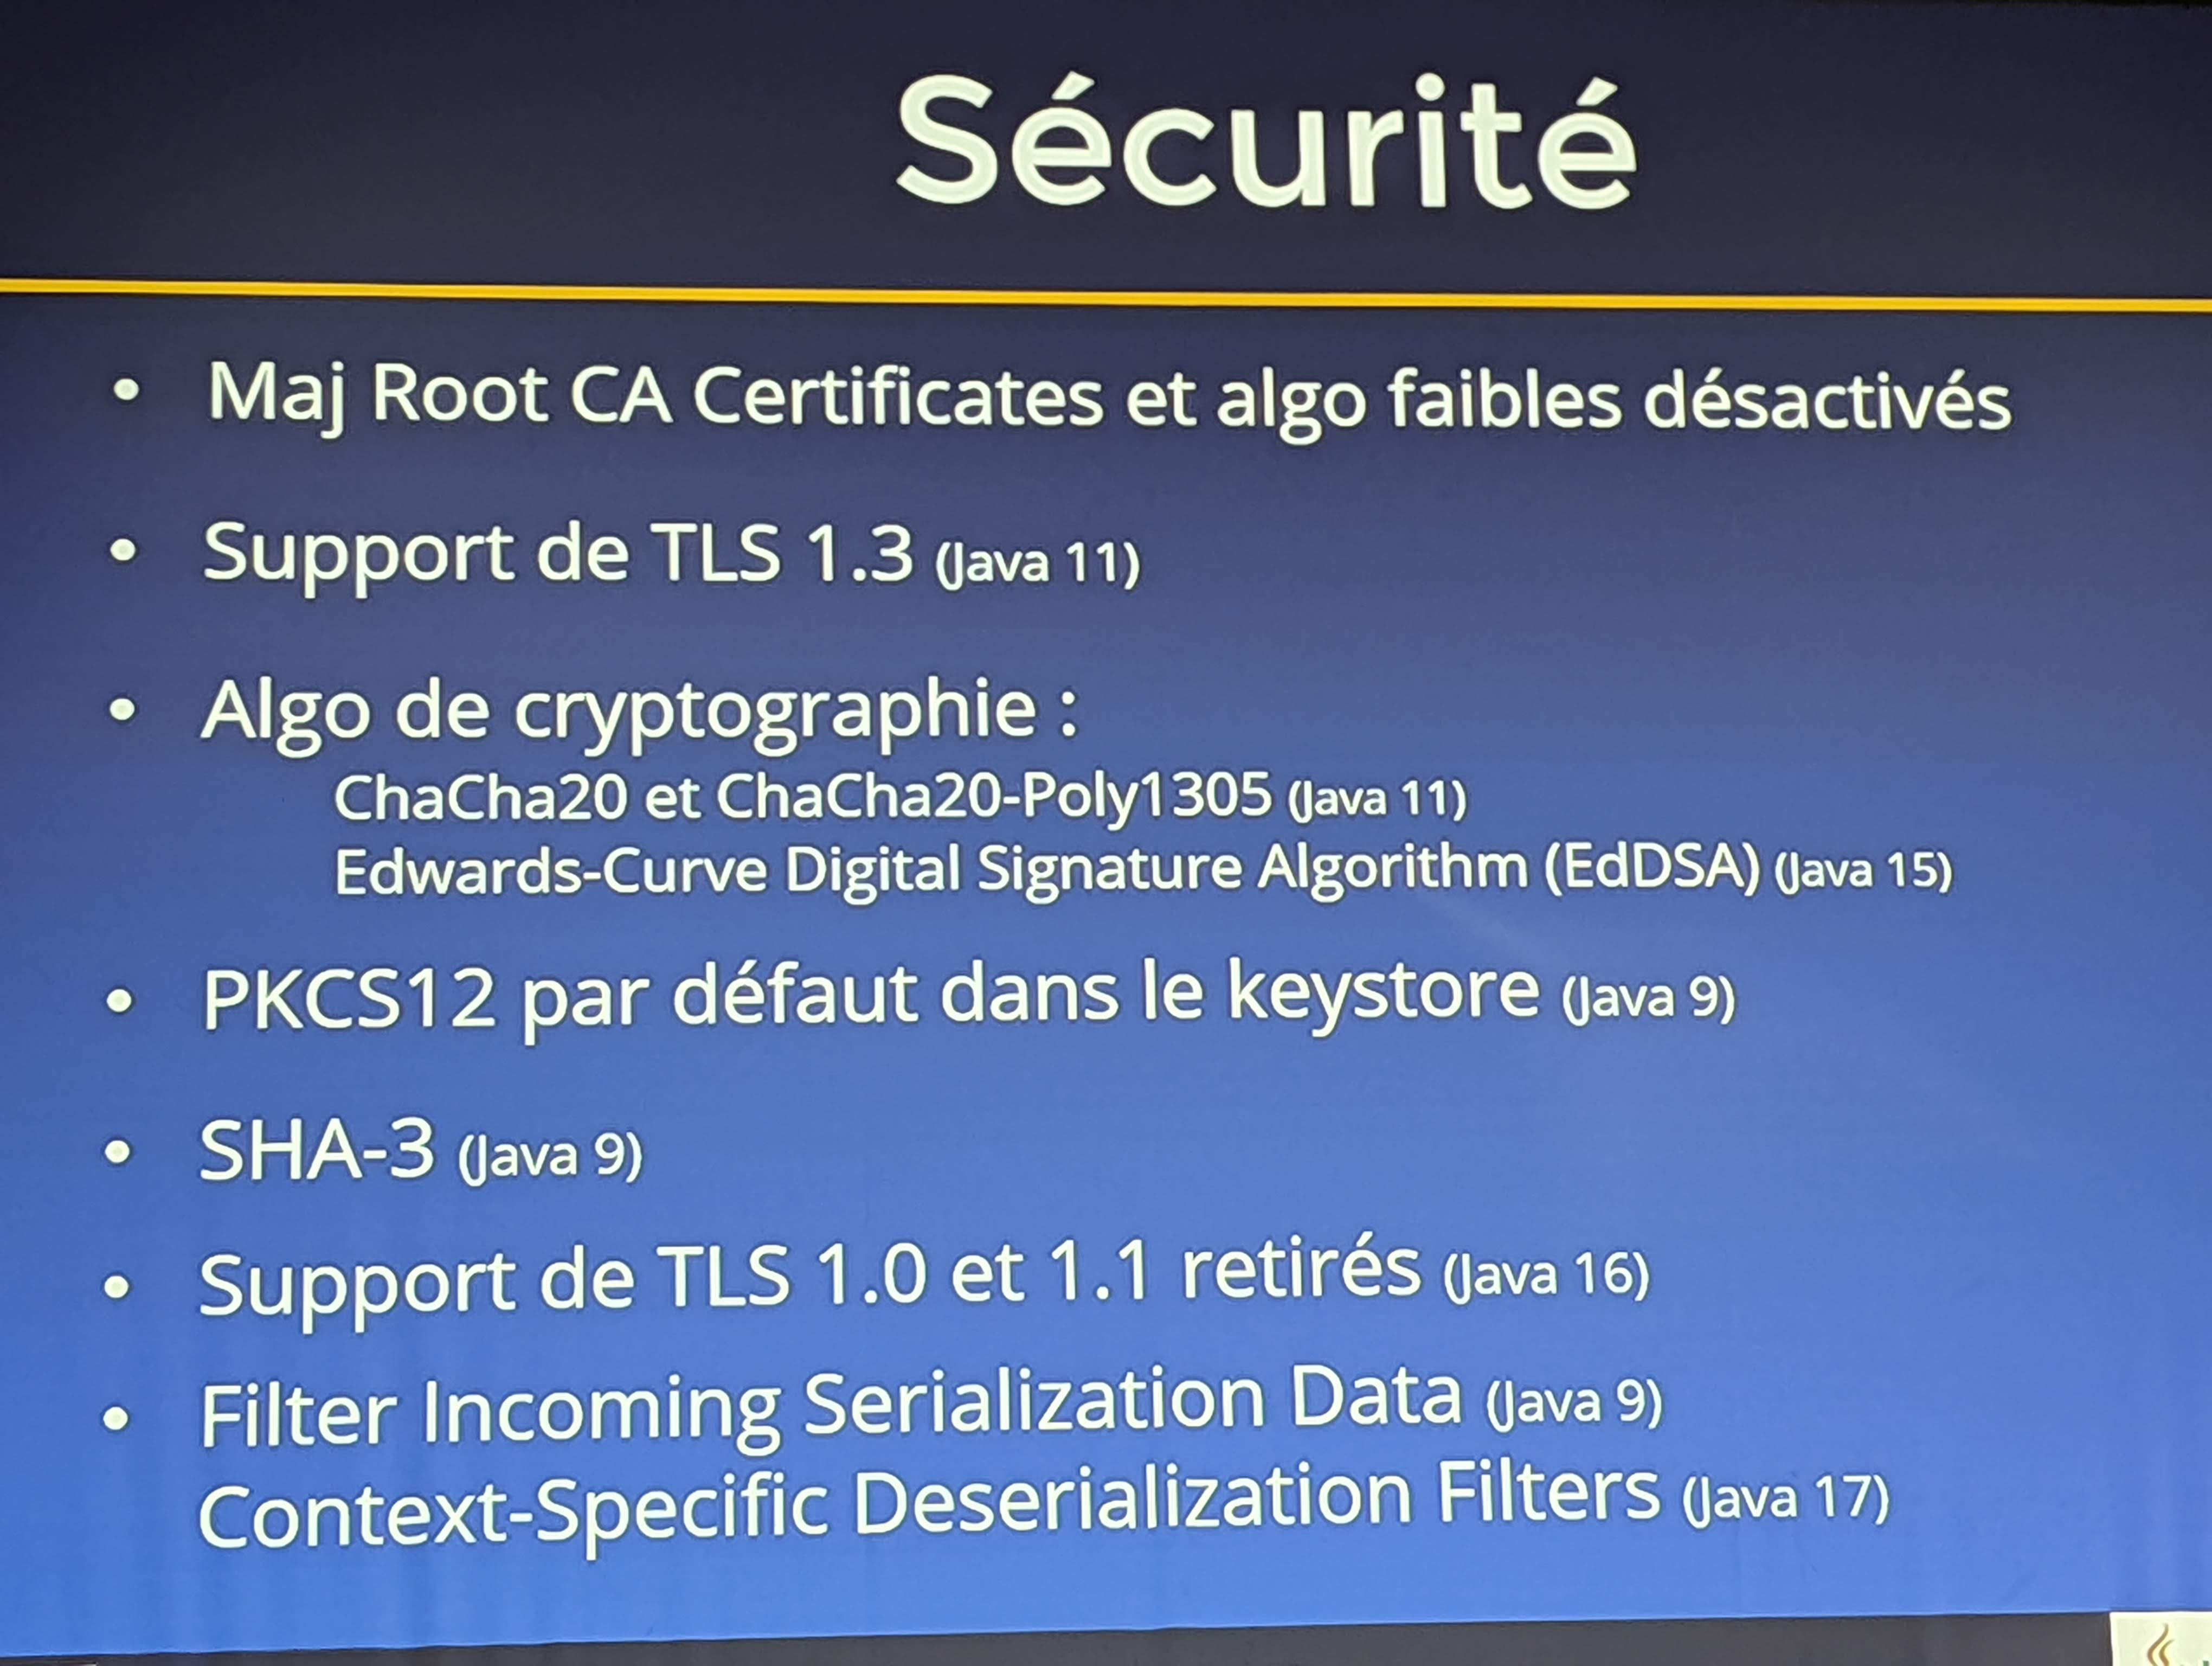 Sécurité
• Maj Root CA Certificates et algo faibles désactivés
• Support de TLS 1.3 (Java 11)
• Algo de cryptographie :
ChaCha20 et ChaCha20-Poly1305 (Java 11)
Edwards-Curve Digital Signature Algorithm (EdDSA) (Java 15)
• PKCS12 par défaut dans le keystore (Java 9)
• SHA-3 (Java 9)
• Support de TLS 1.0 et 1.1 retirés (Java 16)
• Filter Incoming Serialization Data (Java 9)
Context-Specific Deserialization Filters (Java 17)